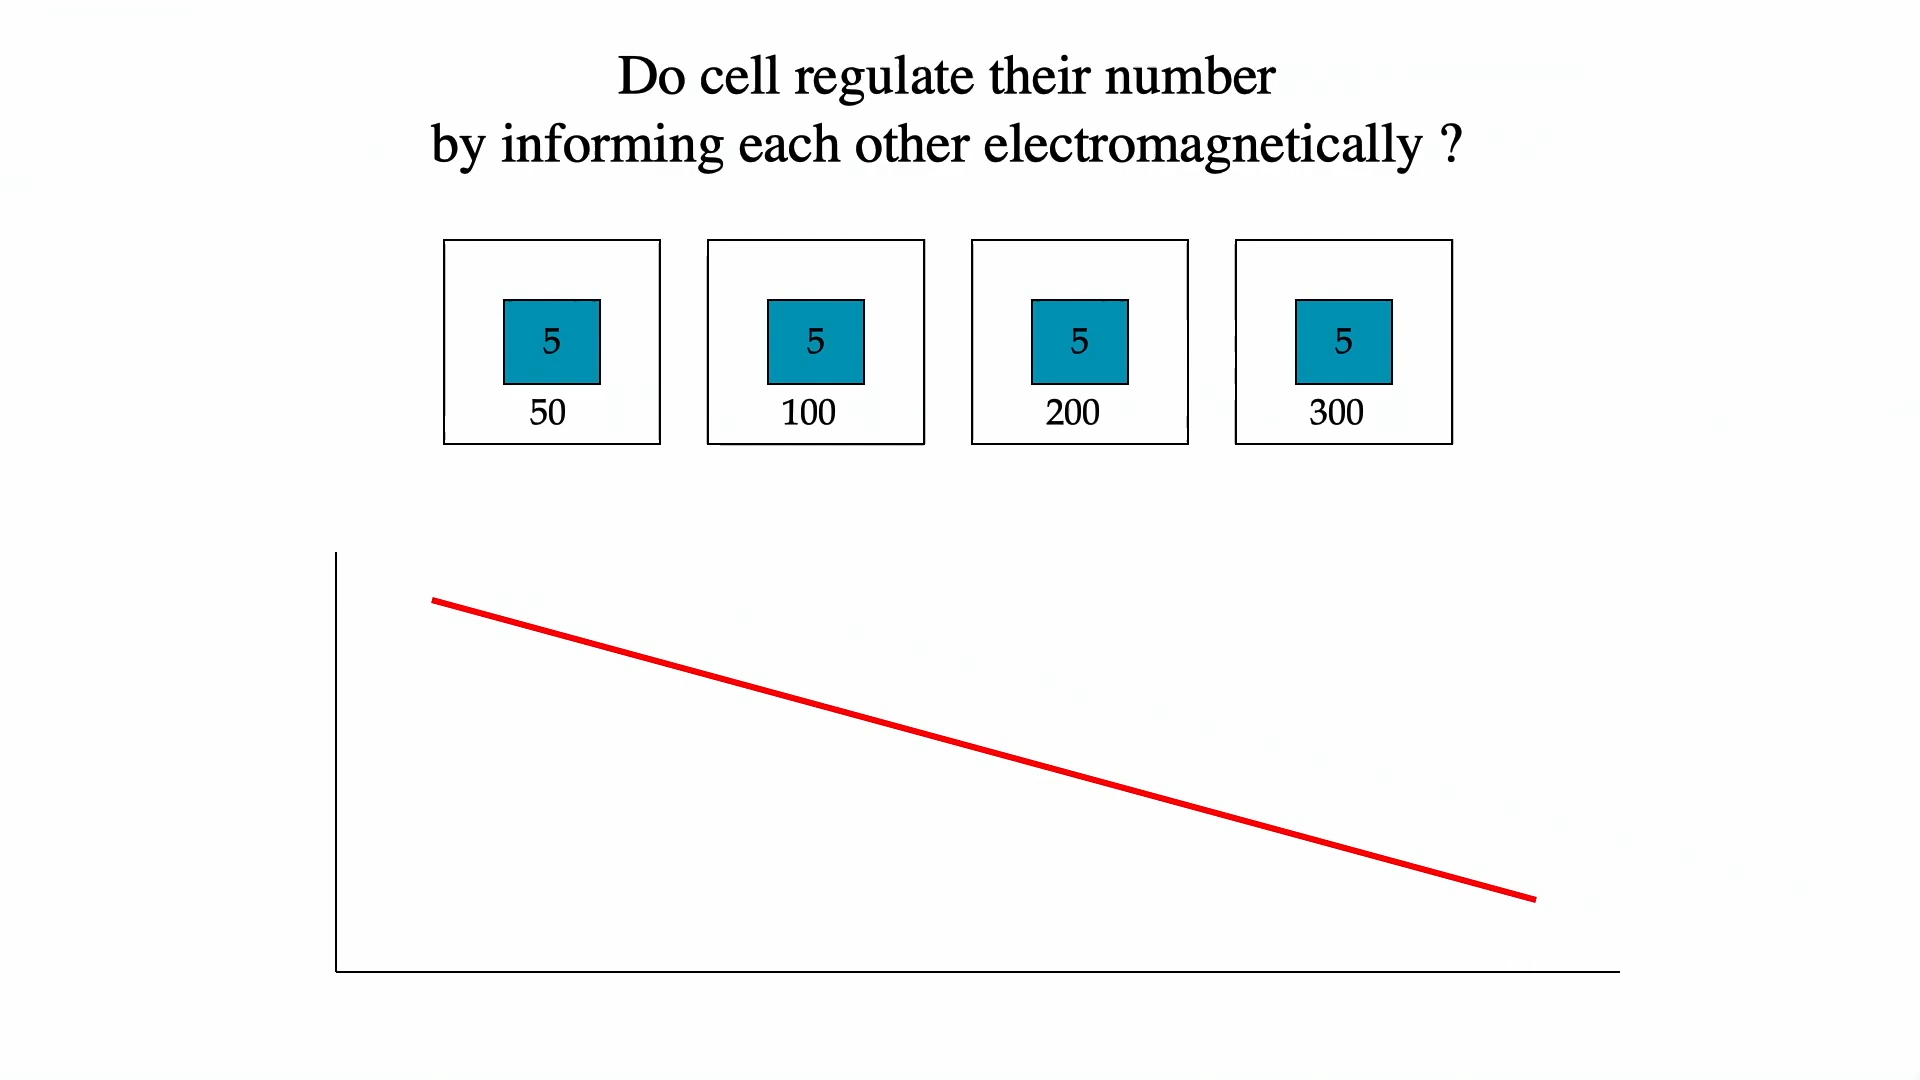 Do cell regulate their number
by informing each other electromagnetically ?
5 5 5 5
50 100 200 300